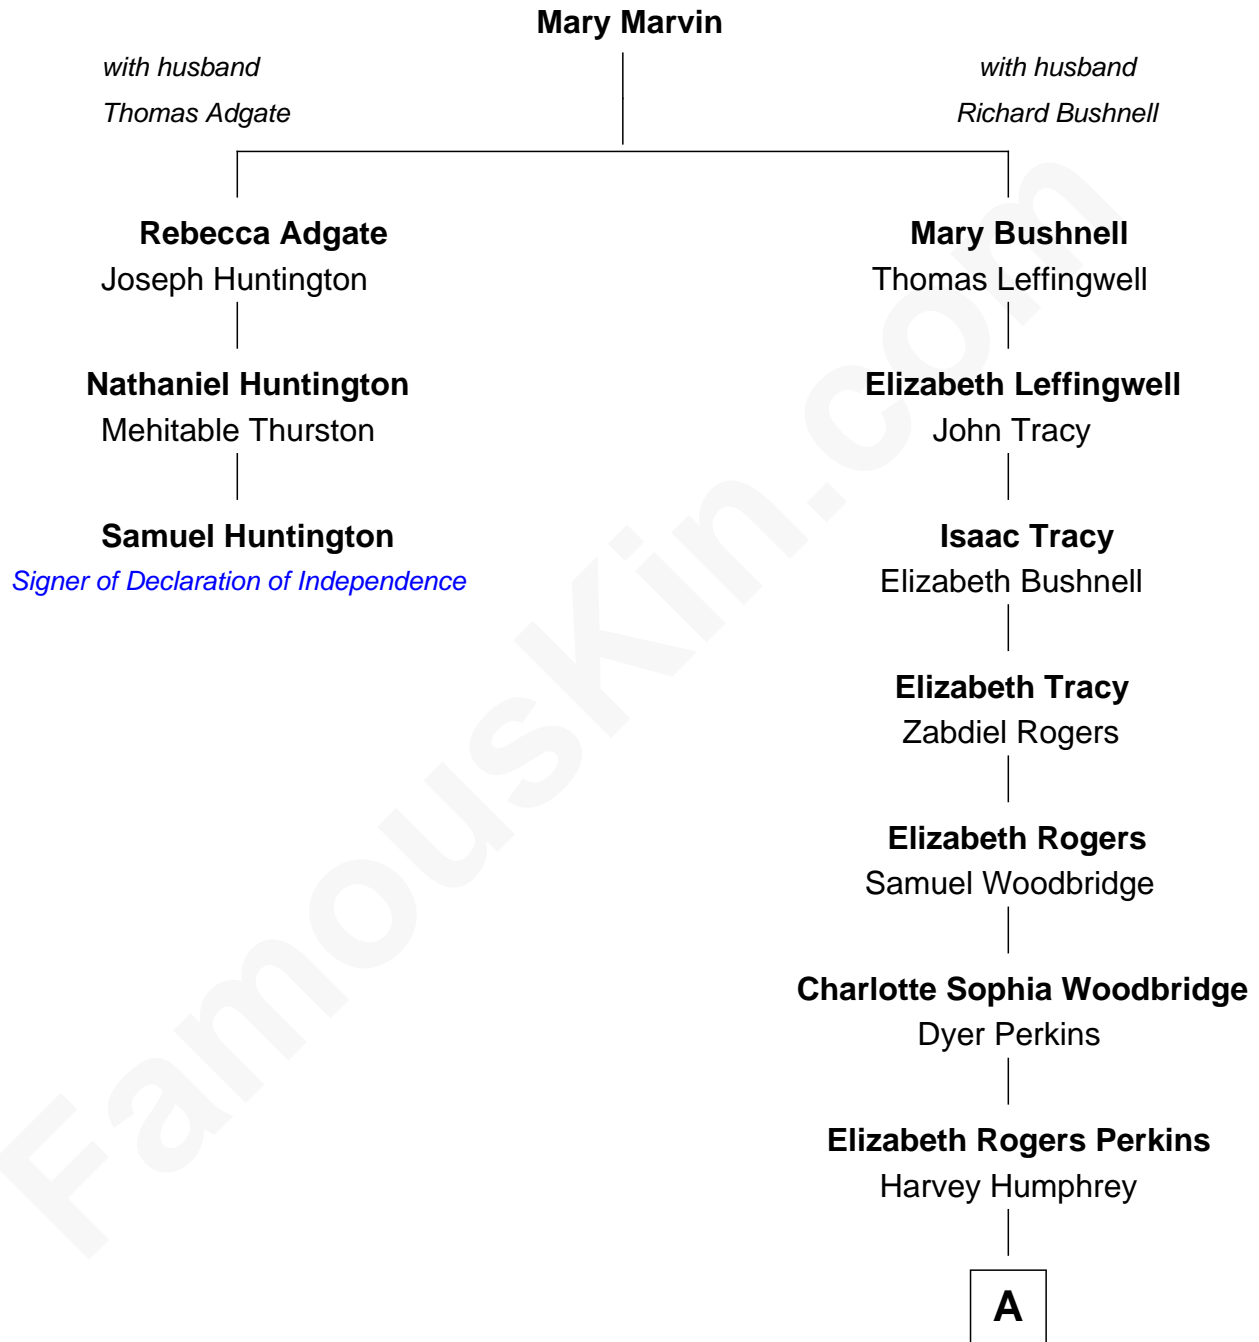 Mary Marvin
with husband
Thomas Adgate
with husband
Richard Bushnell
Rebecca Adgate
Joseph Huntington
Mary Bushnell
Thomas Leffingwell
Nathaniel Huntington
Mehitable Thurston
Elizabeth Leffingwell
John Tracy
Samuel Huntington
Signer of Declaration of Independence
Isaac Tracy
Elizabeth Bushnell
Elizabeth Tracy
Zabdiel Rogers
Elizabeth Rogers
Samuel Woodbridge
Charlotte Sophia Woodbridge
Dyer Perkins
Elizabeth Rogers Perkins
Harvey Humphrey
A
FamousKin.com